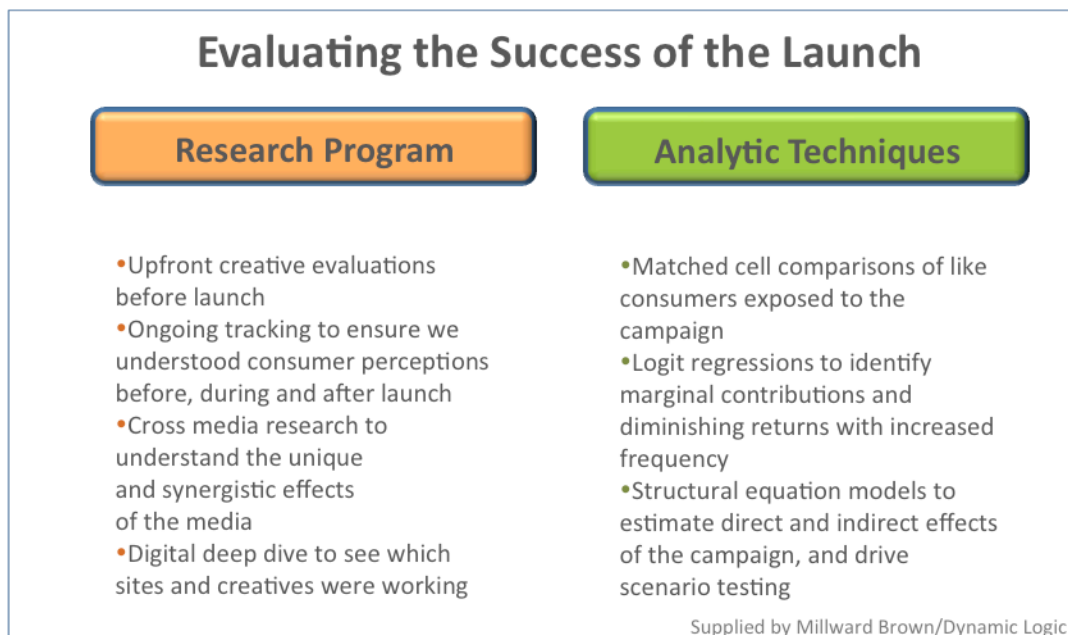 Evaluating the Success of the Launch
Research Program
•Upfront creative evaluations
before launch
•Ongoing tracking to ensure we
understood consumer perceptions
before, during and after launch
•Cross media research to
understand the unique
and synergistic effects
of the media
•Digital deep dive to see which
sites and creatives were working
Analytic Techniques
•Matched cell comparisons of like
consumers exposed to the
campaign
•Logit regressions to identify
marginal contributions and
diminishing returns with increased
frequency
•Structural equation models to
estimate direct and indirect effects
of the campaign, and drive
scenario testing
Supplied by Millward Brown/Dynamic Logic